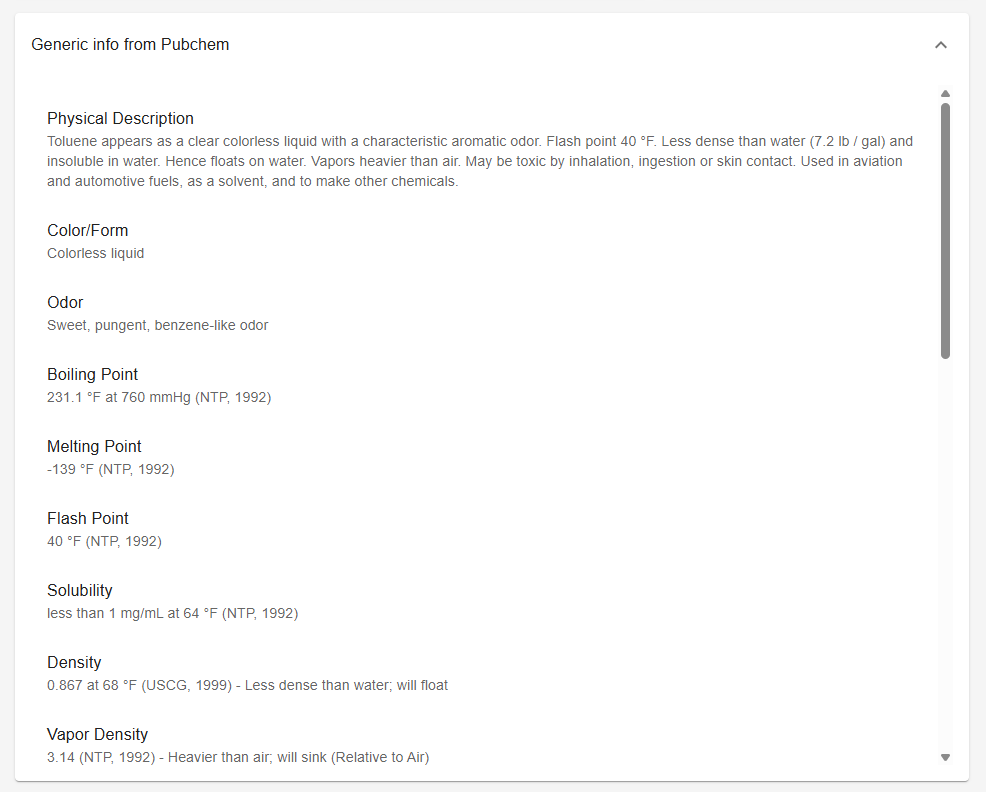 Generic info from Pubchem
Physical Description
Toluene appears as a clear colorless liquid with a characteristic aromatic odor. Flash point 40 °F. Less dense than water (7.2 lb / gal) and
insoluble in water. Hence floats on water. Vapors heavier than air. May be toxic by inhalation, ingestion or skin contact. Used in aviation
and automotive fuels, as a solvent, and to make other chemicals.
Color/Form
Colorless liquid
Odor
Sweet, pungent, benzene-like odor
Boiling Point
231.1 °F at 760 mmHg (NTP, 1992)
Melting Point
-139 °F (NTP, 1992)
Flash Point
40 °F (NTP, 1992)
Solubility
less than 1 mg/mL at 64 °F (NTP, 1992)
Density
0.867 at 68 °F (USCG, 1999) - Less dense than water; will float
Vapor Density
3.14 (NTP, 1992) - Heavier than air; will sink (Relative to Air)